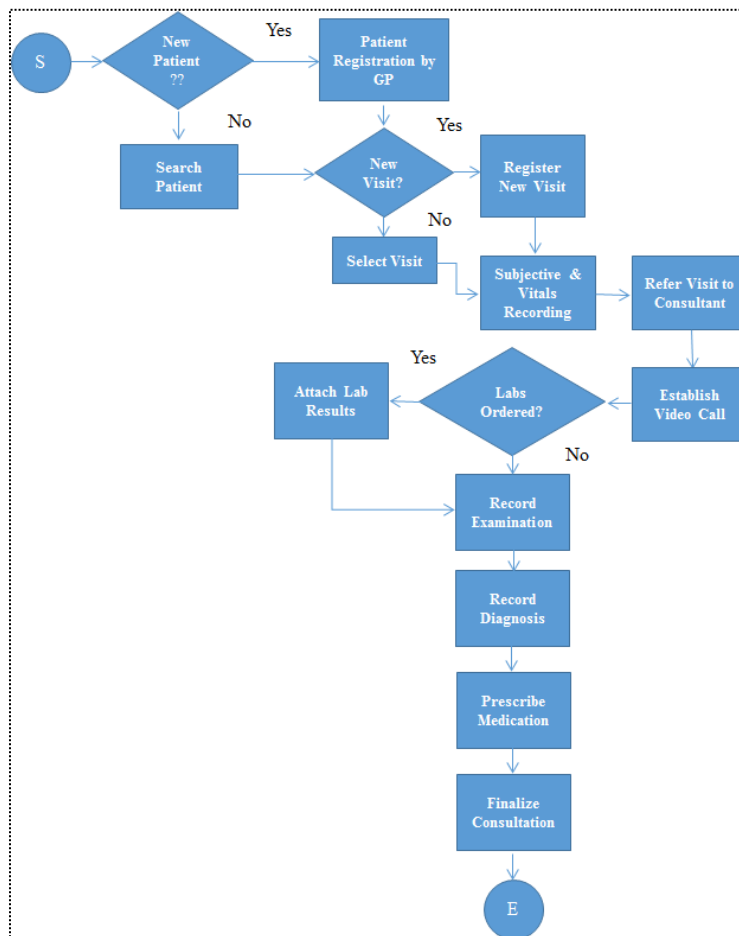 S
New
Patient
??
Yes
Patient
Registration by
GP
No
Yes
Search
Patient
New
Visit?
Register
New Visit
No
Select Visit
Subjective &
Vitals
Recording
Refer Visit to
Consultant
Yes
Attach Lab
Results
Labs
Ordered?
Establish
Video Call
No
Record
Examination
Record
Diagnosis
Prescribe
Medication
Finalize
Consultation
E